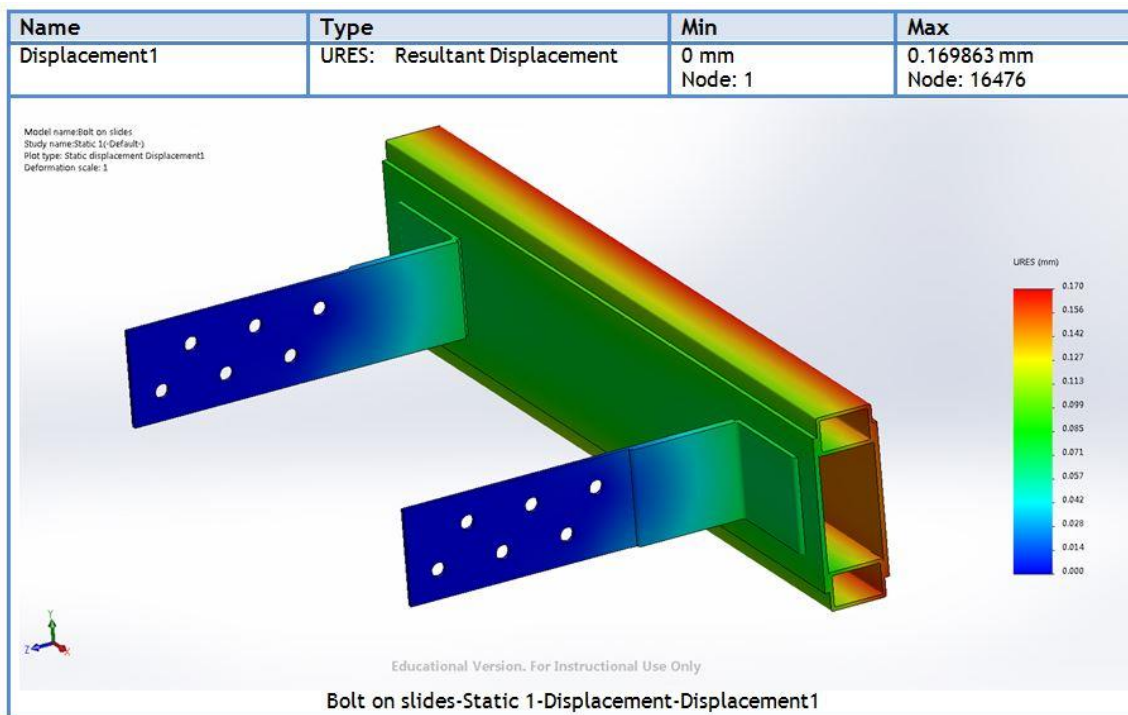 Name Type Min Max
Displacement1 URES: Resultant Displacement 0 mm 0.169863 mm
Node: 1 Node: 16476
Model name:Bolt on slides
Study name:Static 1(-Default-)
Plot type: Static displacement Displacement1
Deformation scale: 1
URES (mm)
0.170
0.156
0.142
0.127
0.113
0.099
0.085
0.071
0.057
0.042
0.028
0.014
0.000
Y
Z X
Educational Version. For Instructional Use Only
Bolt on slides-Static 1-Displacement-Displacement1